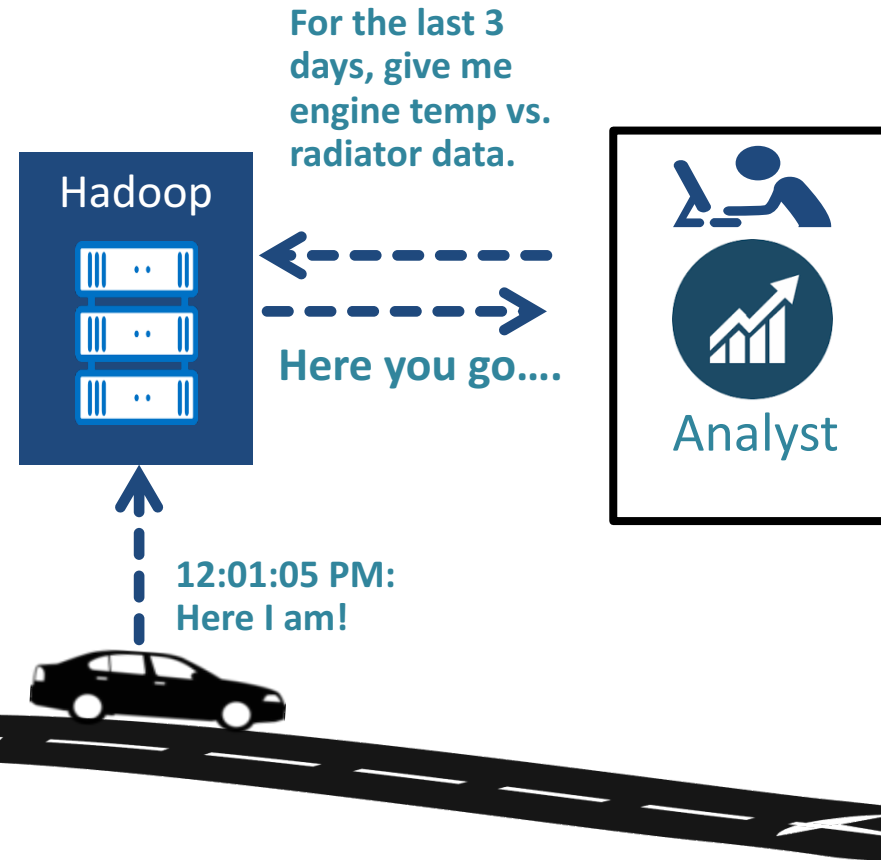 For the last 3
days, give me
engine temp vs.
radiator data.
Hadoop
Here you go....
Analyst
12:01:05 PM:
Here I am!